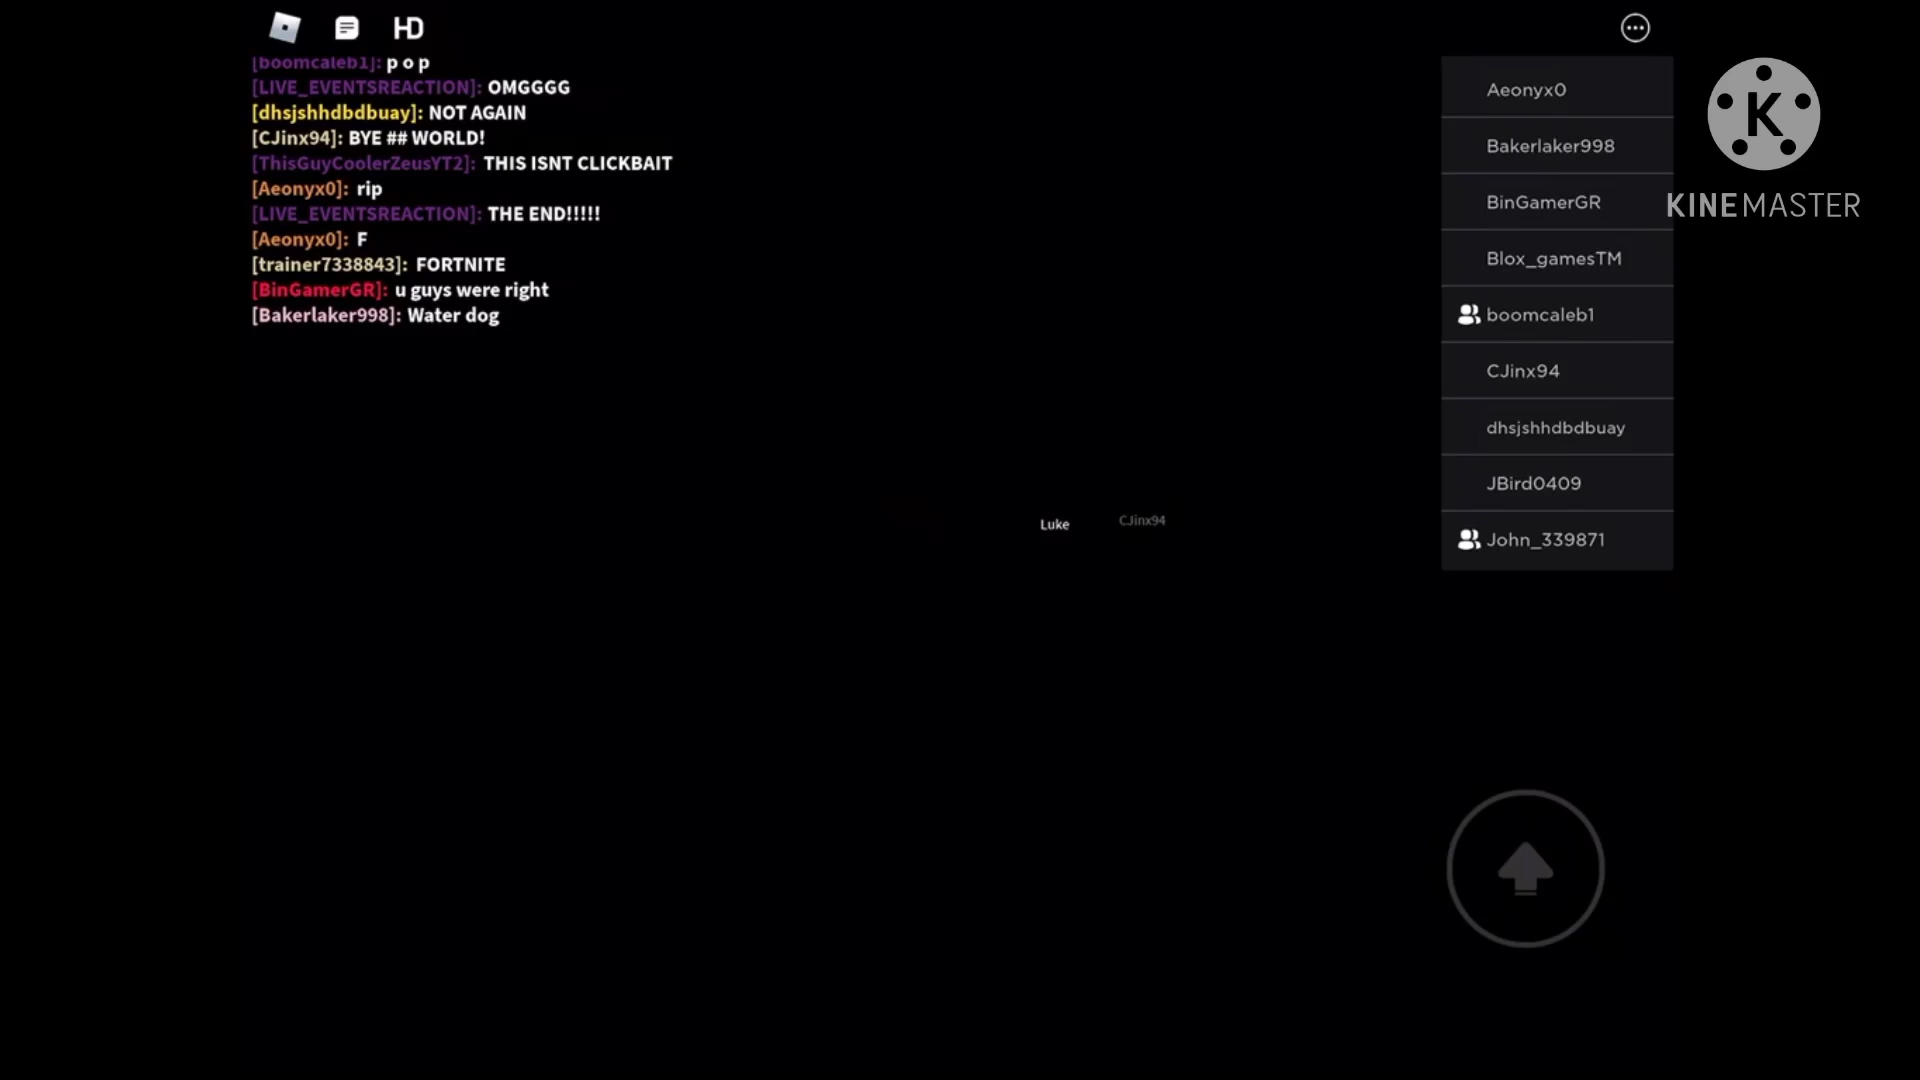 HD
[boomcaleb1]: p o p
[LIVE_EVENTSREACTION]: OMGGGG
[dhsjshhdbdbuay]: NOT AGAIN
[CJinx94]: BYE ## WORLD!
[ThisGuyCoolerZeusYT2]: THIS ISNT CLICKBAIT
[Aeonyx0]: rip
[LIVE_EVENTSREACTION]: THE END!!!!!
[Aeonyx0]: F
[trainer7338843]: FORTNITE
[BinGamerGR]: u guys were right
[Bakerlaker998]: Water dog
Luke
CJinx94
Aeonyx0
Bakerlaker998
BinGamerGR
Blox_gamesTM
boomcaleb1
CJinx94
dhsjshhdbdbuay
JBird0409
John_339871
K
KINEMASTER